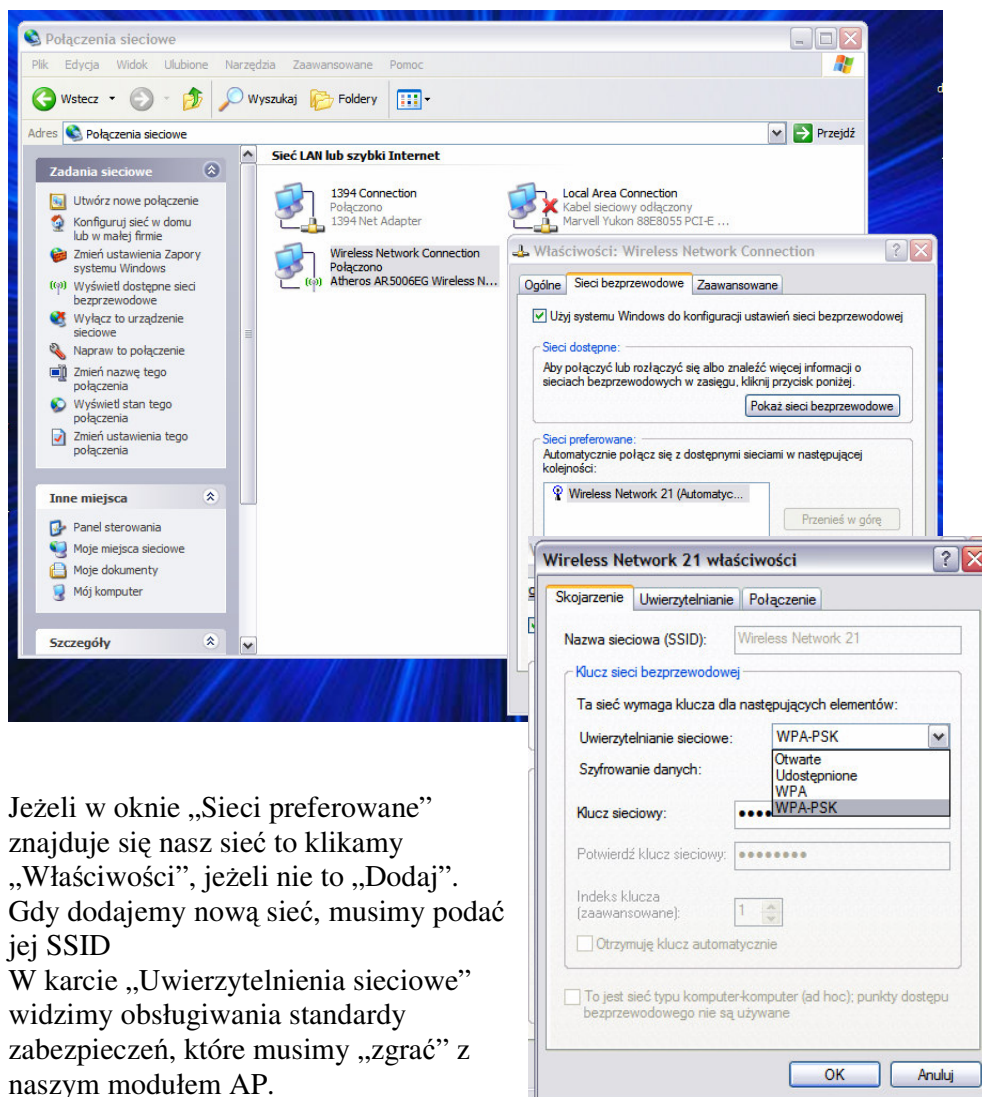 Połączenia sieciowe
Plik Edycja Widok Ulubione Narzędzia Zaawansowane Pomoc
Wstecz Wyszukaj Foldery
Adres Połączenia sieciowe Przejdź
Zadania sieciowe
Utwórz nowe połączenie
Konfiguruj sieć w domu
lub w małej firmie
Zmień ustawienia Zapory
systemu Windows
Wyświetl dostępne sieci
bezprzewodowe
Wyłącz to urządzenie
sieciowe
Napraw to połączenie
Zmień nazwę tego
połączenia
Wyświetl stan tego
połączenia
Zmień ustawienia tego
połączenia
Inne miejsca
Panel sterowania
Moje miejsca sieciowe
Moje dokumenty
Mój komputer
Szczegóły
Sieć LAN lub szybki Internet
1394 Connection
Połączono
1394 Net Adapter
Local Area Connection
Kabel sieciowy odłączony
Marvell Yukon 88E8055 PCI-E ...
Wireless Network Connection
Połączono
Atheros AR5006EG Wireless N...
Właściwości: Wireless Network Connection
Ogólne Sieci bezprzewodowe Zaawansowane
Użyj systemu Windows do konfiguracji ustawień sieci bezprzewodowej
Sieci dostępne:
Aby połączyć lub rozłączyć się albo znaleźć więcej informacji o
sieciach bezprzewodowych w zasięgu, kliknij przycisk poniżej.
Pokaż sieci bezprzewodowe
Sieci preferowane:
Automatycznie połącz się z dostępnymi sieciami w następującej
kolejności:
Wireless Network 21 (Automatyc...
Przenieś w górę
Wireless Network 21 właściwości
Skojarzenie Uwierzytelnianie Połączenie
Nazwa sieciowa (SSID): Wireless Network 21
Klucz sieci bezprzewodowej
Ta sieć wymaga klucza dla następujących elementów:
Uwierzytelnianie sieciowe: WPA-PSK
Otwarte
Udostępnione
WPA
WPA-PSK
Szyfrowanie danych:
Klucz sieciowy:
Potwierdź klucz sieciowy:
Indeks klucza
(zaawansowane): 1
Otrzymuję klucz automatycznie
To jest sieć typu komputer-komputer (ad hoc); punkty dostępu
bezprzewodowego nie są używane
OK Anuluj
Jeżeli w oknie „Sieci preferowane”
znajduje się nasz sieć to klikamy
„Właściwości”, jeżeli nie to „Dodaj”.
Gdy dodajemy nową sieć, musimy podać
jej SSID
W karcie „Uwierzytelnienia sieciowe”
widzimy obsługiwania standardy
zabezpieczeń, które musimy „zgrać” z
naszym modułem AP.